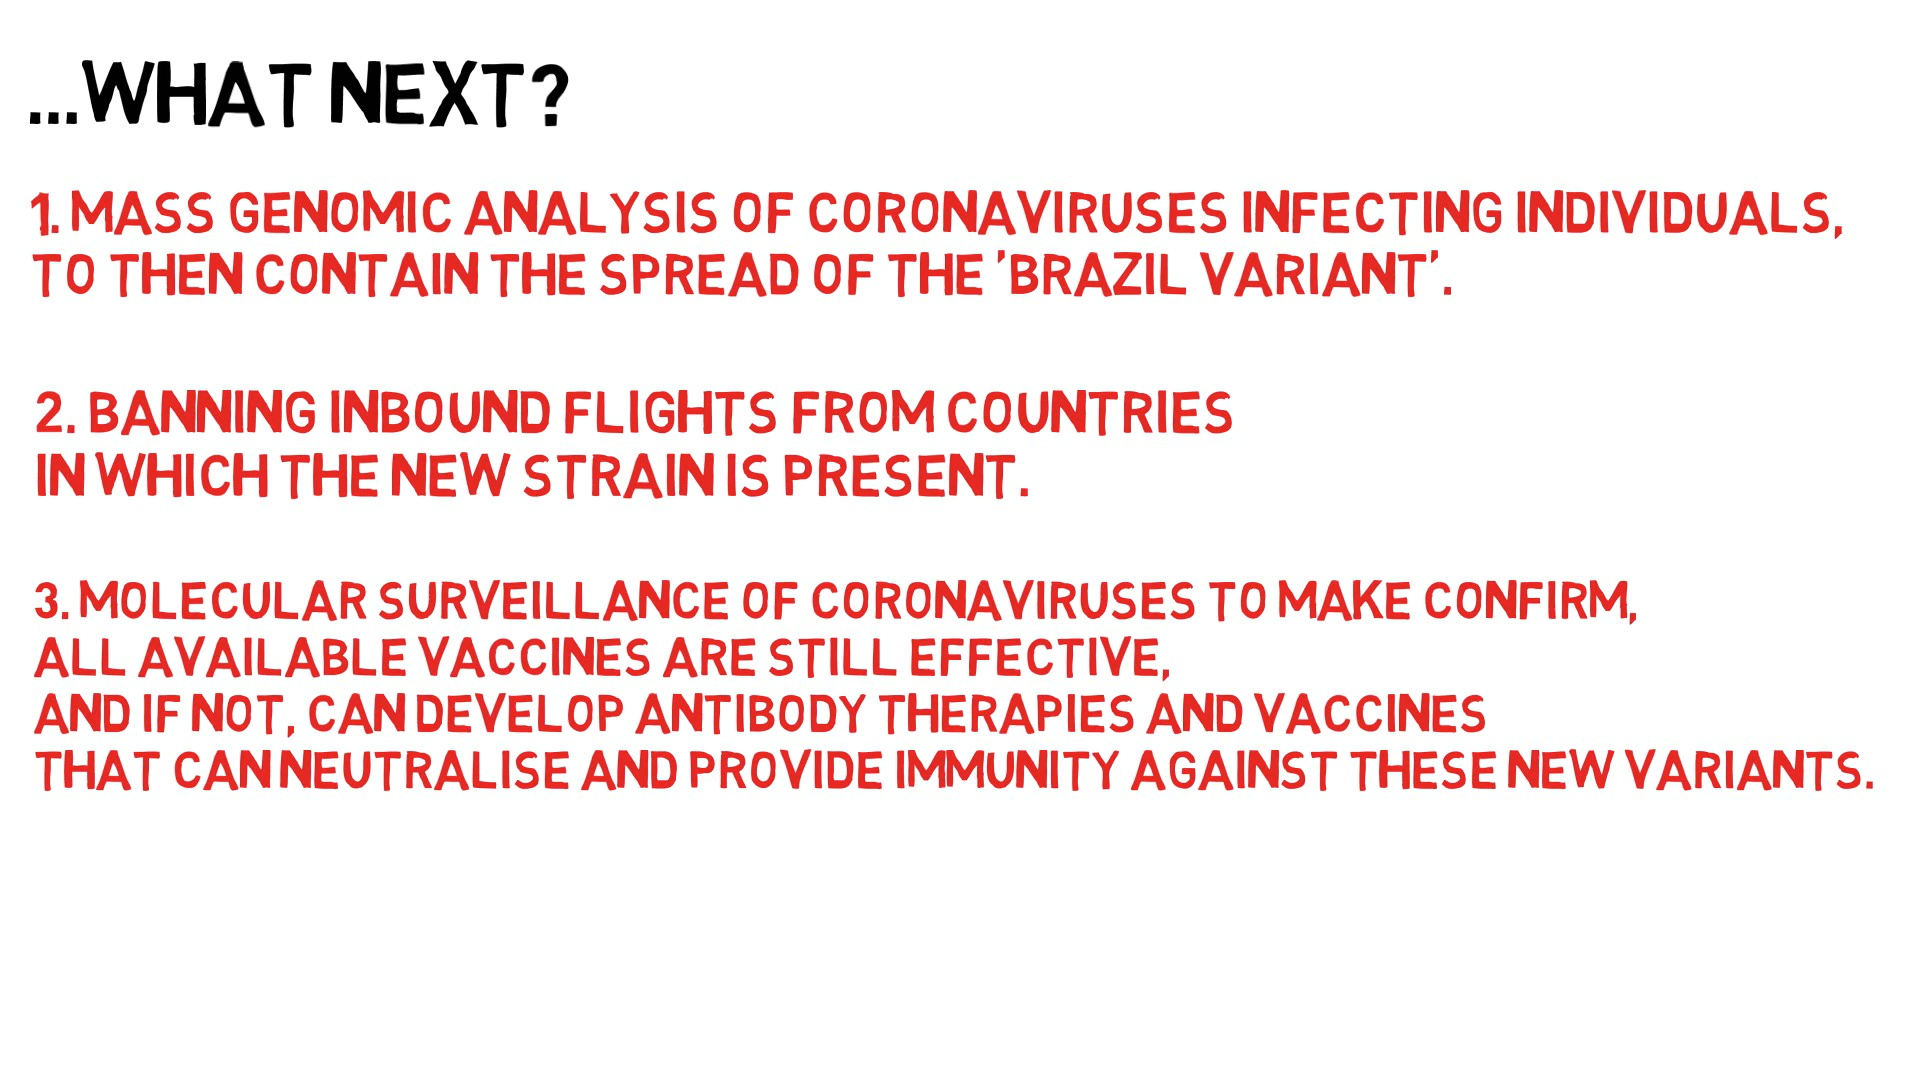 ...WHAT NEXT?
1. MASS GENOMIC ANALYSIS OF CORONAVIRUSES INFECTING INDIVIDUALS,
TO THEN CONTAIN THE SPREAD OF THE 'BRAZIL VARIANT'.
2. BANNING INBOUND FLIGHTS FROM COUNTRIES
IN WHICH THE NEW STRAIN IS PRESENT.
3. MOLECULAR SURVEILLANCE OF CORONAVIRUSES TO MAKE CONFIRM,
ALL AVAILABLE VACCINES ARE STILL EFFECTIVE,
AND IF NOT, CAN DEVELOP ANTIBODY THERAPIES AND VACCINES
THAT CAN NEUTRALISE AND PROVIDE IMMUNITY AGAINST THESE NEW VARIANTS.